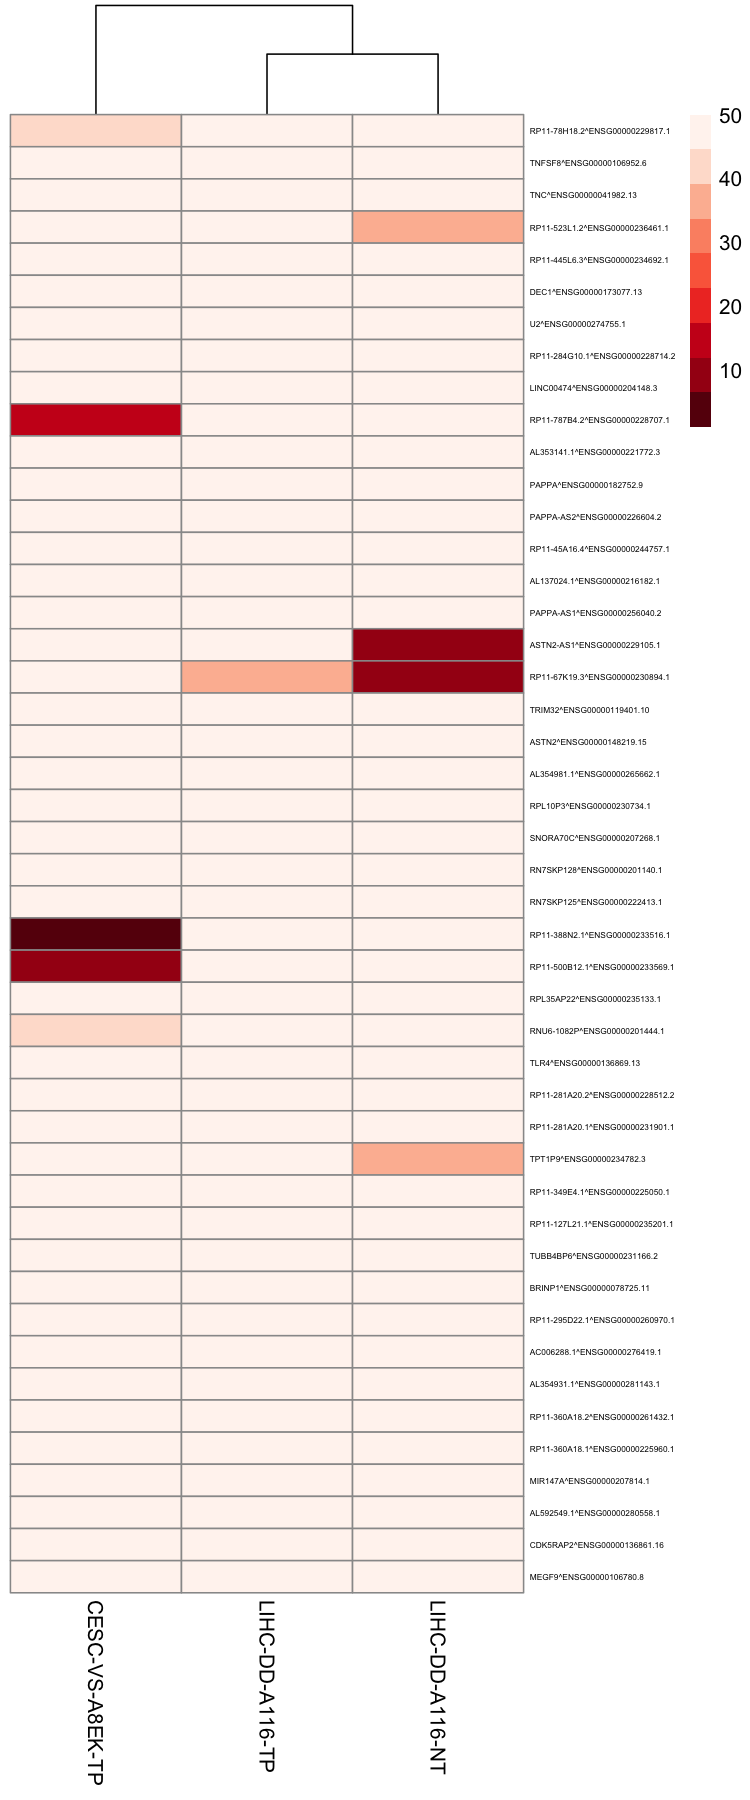 50
40
30
20
10
RP11-78H18.2^ENSG00000229817.1
TNFSF8^ENSG00000106952.6
TNC^ENSG00000041982.13
RP11-523L1.2^ENSG00000236461.1
RP11-445L6.3^ENSG00000234692.1
DEC1^ENSG00000173077.13
U2^ENSG00000274755.1
RP11-284G10.1^ENSG00000228714.2
LINC00474^ENSG00000204148.3
RP11-787B4.2^ENSG00000228707.1
AL353141.1^ENSG00000221772.3
PAPPA^ENSG00000182752.9
PAPPA-AS2^ENSG00000226604.2
RP11-45A16.4^ENSG00000244757.1
AL137024.1^ENSG00000216182.1
PAPPA-AS1^ENSG00000256040.2
ASTN2-AS1^ENSG00000229105.1
RP11-67K19.3^ENSG00000230894.1
TRIM32^ENSG00000119401.10
ASTN2^ENSG00000148219.15
AL354981.1^ENSG00000265662.1
RPL10P3^ENSG00000230734.1
SNORA70C^ENSG00000207268.1
RN7SKP128^ENSG00000201140.1
RN7SKP125^ENSG00000222413.1
RP11-388N2.1^ENSG00000233516.1
RP11-500B12.1^ENSG00000233569.1
RPL35AP22^ENSG00000235133.1
RNU6-1082P^ENSG00000201444.1
TLR4^ENSG00000136869.13
RP11-281A20.2^ENSG00000228512.2
RP11-281A20.1^ENSG00000231901.1
TPT1P9^ENSG00000234782.3
RP11-349E4.1^ENSG00000225050.1
RP11-127L21.1^ENSG00000235201.1
TUBB4BP6^ENSG00000231166.2
BRINP1^ENSG00000078725.11
RP11-295D22.1^ENSG00000260970.1
AC006288.1^ENSG00000276419.1
AL354931.1^ENSG00000281143.1
RP11-360A18.2^ENSG00000261432.1
RP11-360A18.1^ENSG00000225960.1
MIR147A^ENSG00000207814.1
AL592549.1^ENSG00000280558.1
CDK5RAP2^ENSG00000136861.16
MEGF9^ENSG00000106780.8
CESC-VS-A8EK-TP
LIHC-DD-A116-TP
LIHC-DD-A116-NT